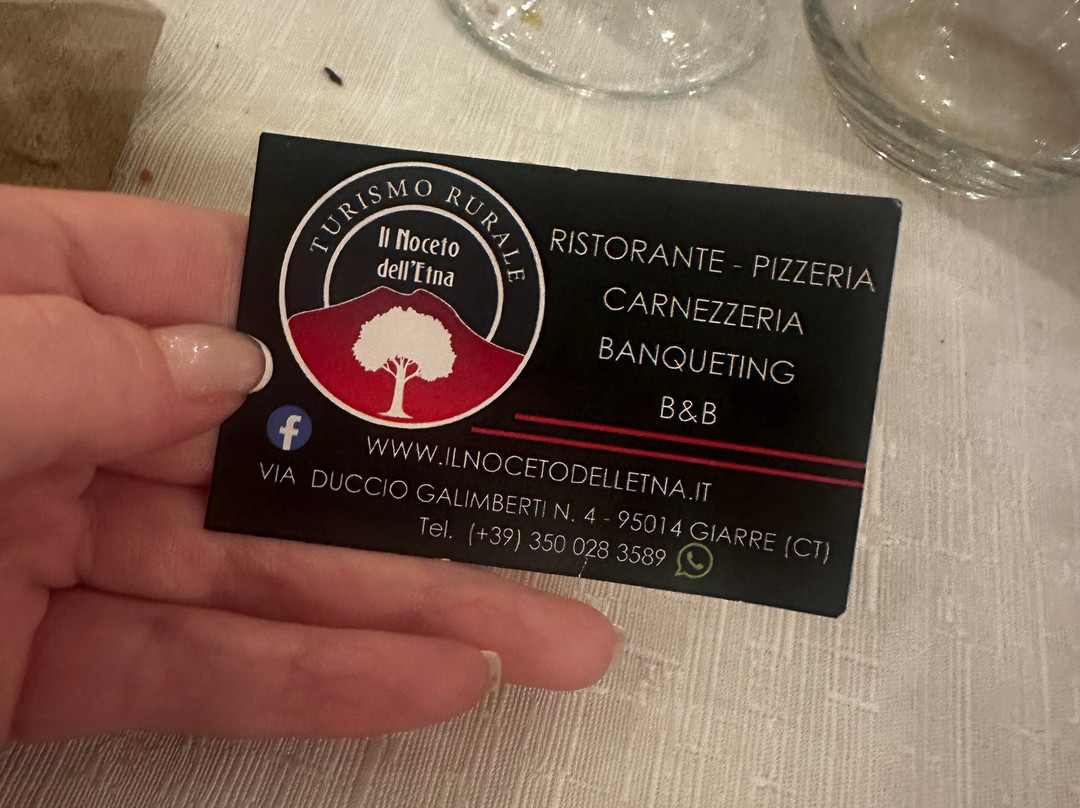 TURISMO RURALE
Il Noceto
dell'Etna
RISTORANTE - PIZZERIA
CARNEZZERIA
BANQUETING
B&B
f
WWW.ILNOCETODELLETNA.IT
VIA DUCCIO GALIMBERTI N. 4 - 95014 GIARRE (CT)
Tel. (+39) 350 028 3589